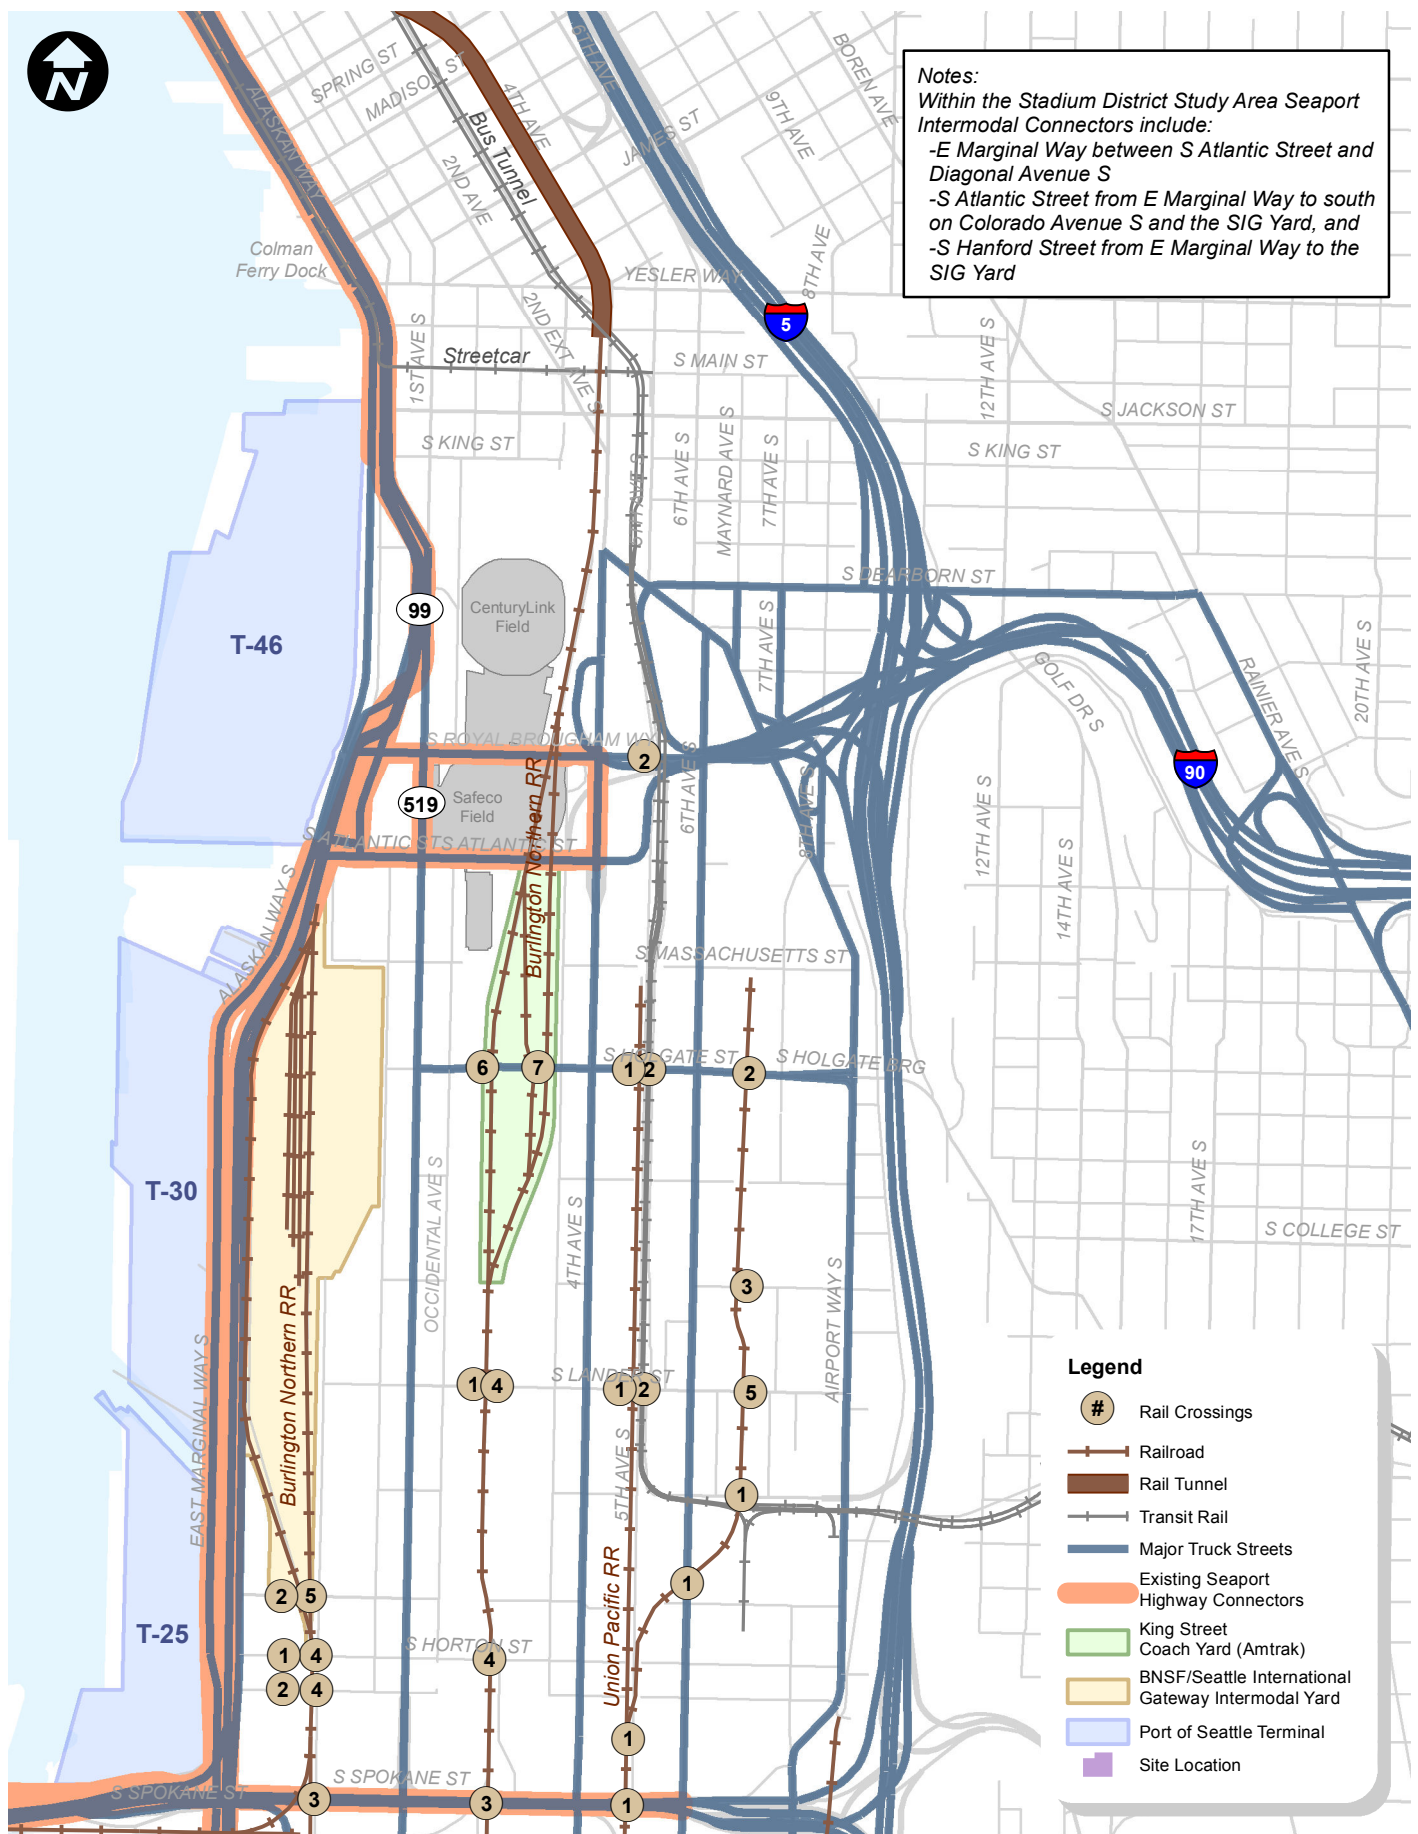 N
SPRING ST
MADISON ST
ALASKAN WAY
4TH AVE
Bus Tunnel
2ND AVE
6TH AVE
JAMES ST
9TH AVE
BOREN AVE
Notes:
Within the Stadium District Study Area Seaport
Intermodal Connectors include:
-E Marginal Way between S Atlantic Street and
Diagonal Avenue S
-S Atlantic Street from E Marginal Way to south
on Colorado Avenue S and the SIG Yard, and
-S Hanford Street from E Marginal Way to the
SIG Yard
Colman
Ferry Dock
YESLER WAY
8TH AVE
5
2ND EXT AVE S
1ST AVE S
Streetcar
S MAIN ST
12TH AVE S
S JACKSON ST
S KING ST
S KING ST
5TH AVE S
6TH AVE S
MAYNARD AVE S
7TH AVE S
S DEARBORN ST
CenturyLink
Field
99
T-46
7TH AVE S
GOLF DR S
RAINIER AVE S
20TH AVE S
S ROYAL BROUGHAM WY
2
6TH AVE S
90
519
Safeco
Field
8TH AVE S
12TH AVE S
S ATLANTIC ST
S ATLANTIC ST
Burlington Northern RR
14TH AVE S
ALASKAN WAY S
S MASSACHUSETTS ST
S HOLGATE ST
S HOLGATE BRG
6
7
1
2
2
T-30
OCCIDENTAL AVE S
4TH AVE S
AIRPORT WAY S
17TH AVE S
S COLLEGE ST
3
Burlington Northern RR
EAST MARGINAL WAY S
S LANDER ST
1
4
1
2
5
5TH AVE S
1
Union Pacific RR
1
2
5
T-25
S HORTON ST
1
4
4
2
4
1
S SPOKANE ST
S SPOKANE ST
3
3
1
Legend
#
Rail Crossings
Railroad
Rail Tunnel
Transit Rail
Major Truck Streets
Existing Seaport
Highway Connectors
King Street
Coach Yard (Amtrak)
BNSF/Seattle International
Gateway Intermodal Yard
Port of Seattle Terminal
Site Location